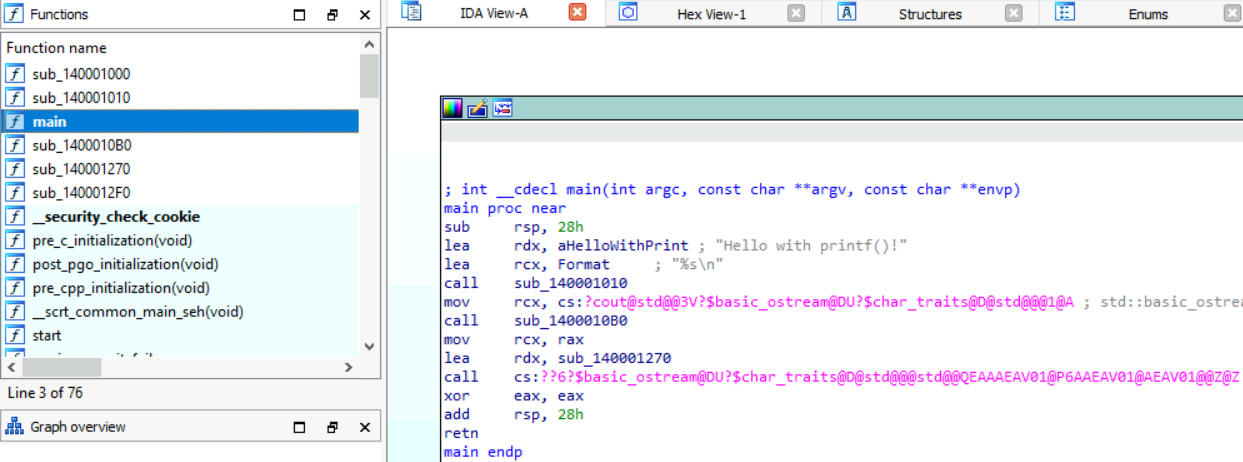 Functions
IDA View-A
Hex View-1
Structures
Enums
Function name
sub_140001000
sub_140001010
main
sub_1400010B0
sub_140001270
sub_1400012F0
__security_check_cookie
pre_c_initialization(void)
post_pgo_initialization(void)
pre_cpp_initialization(void)
__scrt_common_main_seh(void)
start
Line 3 of 76
Graph overview
; int __cdecl main(int argc, const char **argv, const char **envp)
main proc near
sub rsp, 28h
lea rdx, aHelloWithPrint ; "Hello with printf()!"
lea rcx, Format ; "%s\n"
call sub_140001010
mov rcx, cs:?cout@std@@3V?$basic_ostream@DU?$char_traits@D@std@@@1@A ; std::basic_ostrea
call sub_1400010B0
mov rcx, rax
lea rdx, sub_140001270
call cs:??6?$basic_ostream@DU?$char_traits@D@std@@@std@@QEAAAEAV01@P6AAEAV01@AEAV01@@Z@Z
xor eax, eax
add rsp, 28h
retn
main endp